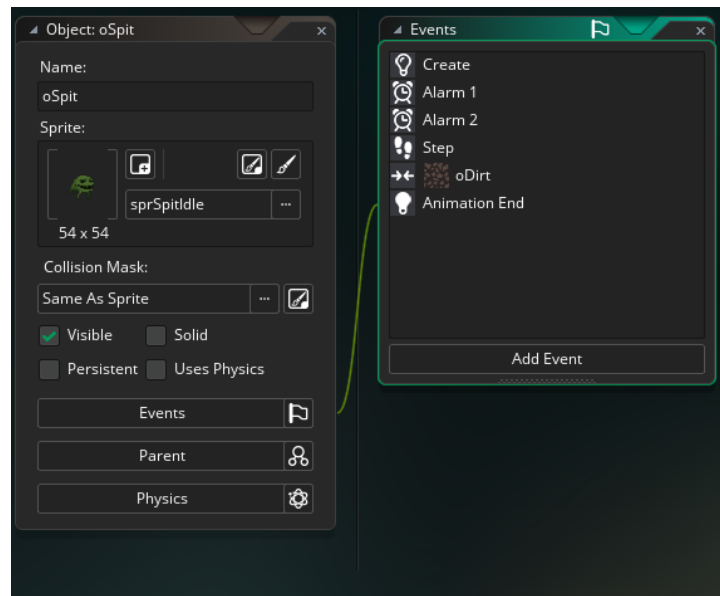 Object: oSpit
Name:
oSpit
Sprite:
sprSpitIdle
...
54 x 54
Collision Mask:
Same As Sprite
...
Visible
Solid
Persistent
Uses Physics
Events
Parent
Physics
Events
Create
Alarm 1
Alarm 2
Step
oDirt
Animation End
Add Event